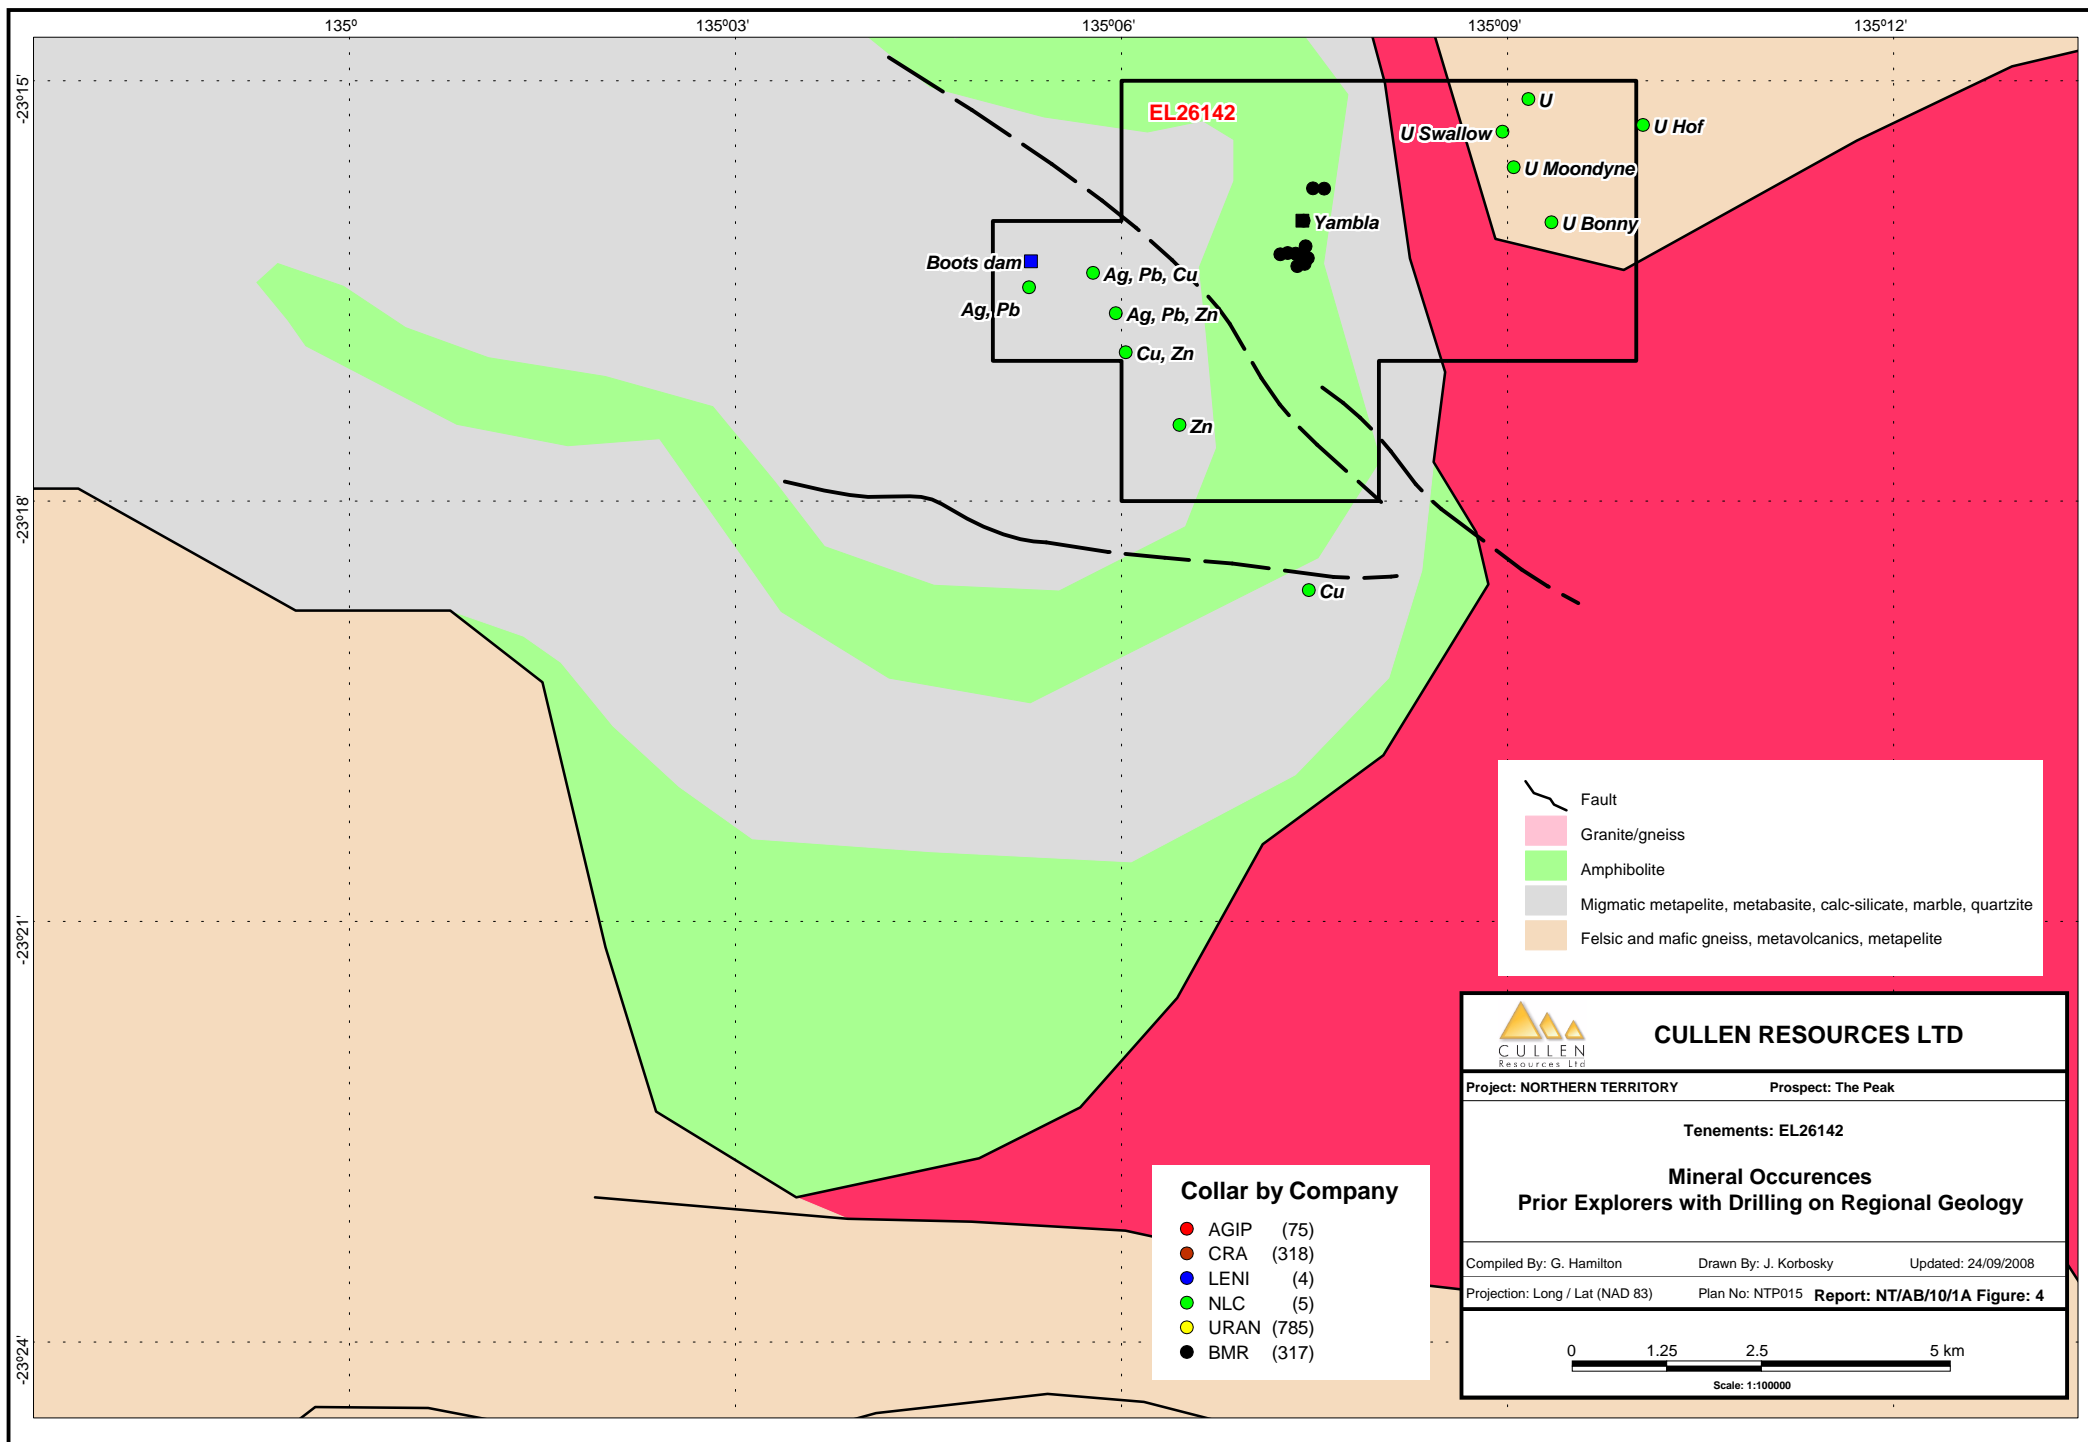 135º 135º03' 135º06' 135º09' 135º12'
-23º15'
-23º18'
-23º21'
-23º24'
EL26142
U
U Swallow
U Hof
U Moondyne
U Bonny
Yambla
Boots dam
Ag, Pb, Cu
Ag, Pb
Ag, Pb, Zn
Cu, Zn
Zn
Cu
Fault
Granite/gneiss
Amphibolite
Migmatic metapelite, metabasite, calc-silicate, marble, quartzite
Felsic and mafic gneiss, metavolcanics, metapelite
Collar by Company
AGIP (75)
CRA (318)
LENI (4)
NLC (5)
URAN (785)
BMR (317)
CULLEN
Resources Ltd
CULLEN RESOURCES LTD
Project: NORTHERN TERRITORY Prospect: The Peak
Tenements: EL26142
Mineral Occurences
Prior Explorers with Drilling on Regional Geology
Compiled By: G. Hamilton Drawn By: J. Korbosky Updated: 24/09/2008
Projection: Long / Lat (NAD 83) Plan No: NTP015 Report: NT/AB/10/1A Figure: 4
0 1.25 2.5 5 km
Scale: 1:100000